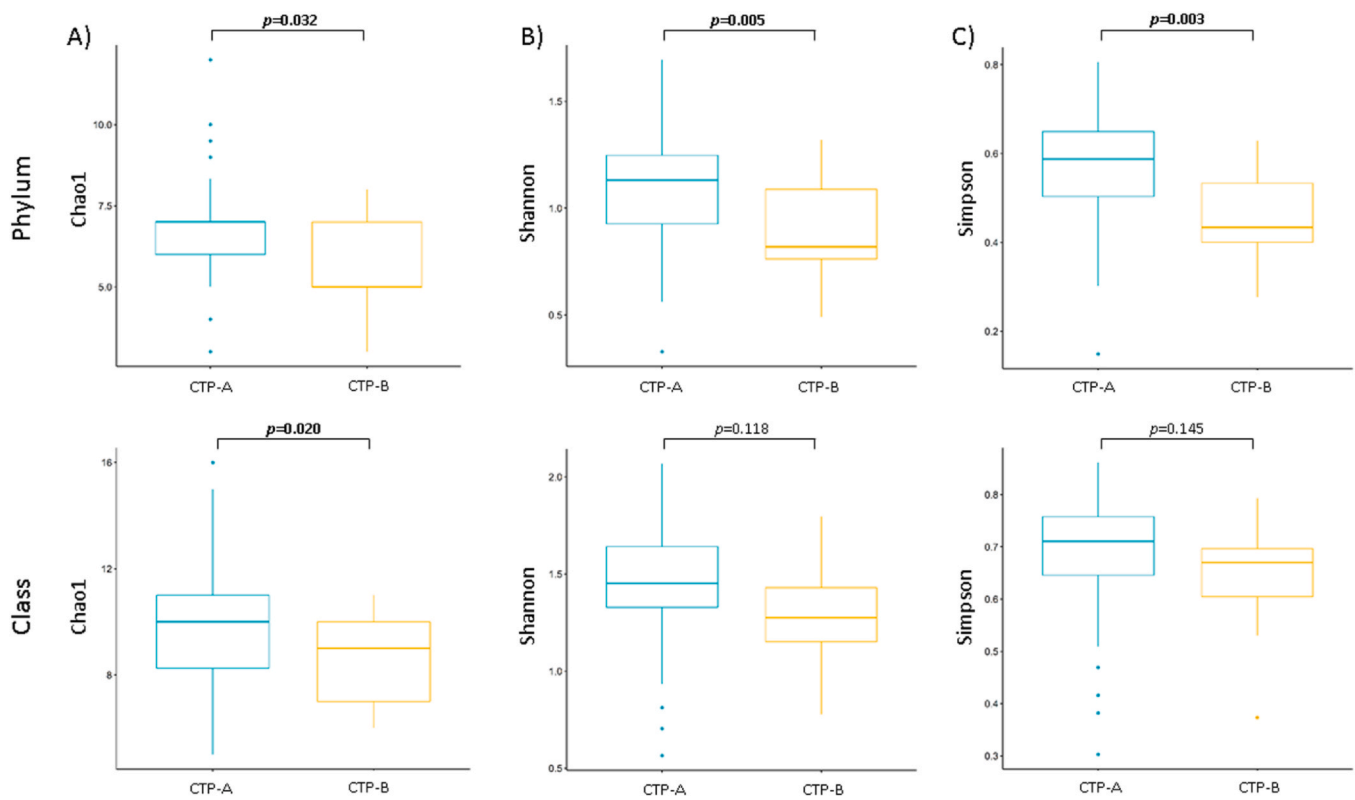 A)
p=0.032
Phylum
Chao1
10.0
7.5
5.0
CTP-A
CTP-B
B)
p=0.005
Shannon
1.5
1.0
0.5
CTP-A
CTP-B
C)
p=0.003
Simpson
0.8
0.6
0.4
0.2
CTP-A
CTP-B
p=0.020
Class
Chao1
16
12
8
CTP-A
CTP-B
p=0.118
Shannon
2.0
1.5
1.0
0.5
CTP-A
CTP-B
p=0.145
Simpson
0.8
0.7
0.6
0.5
0.4
0.3
CTP-A
CTP-B